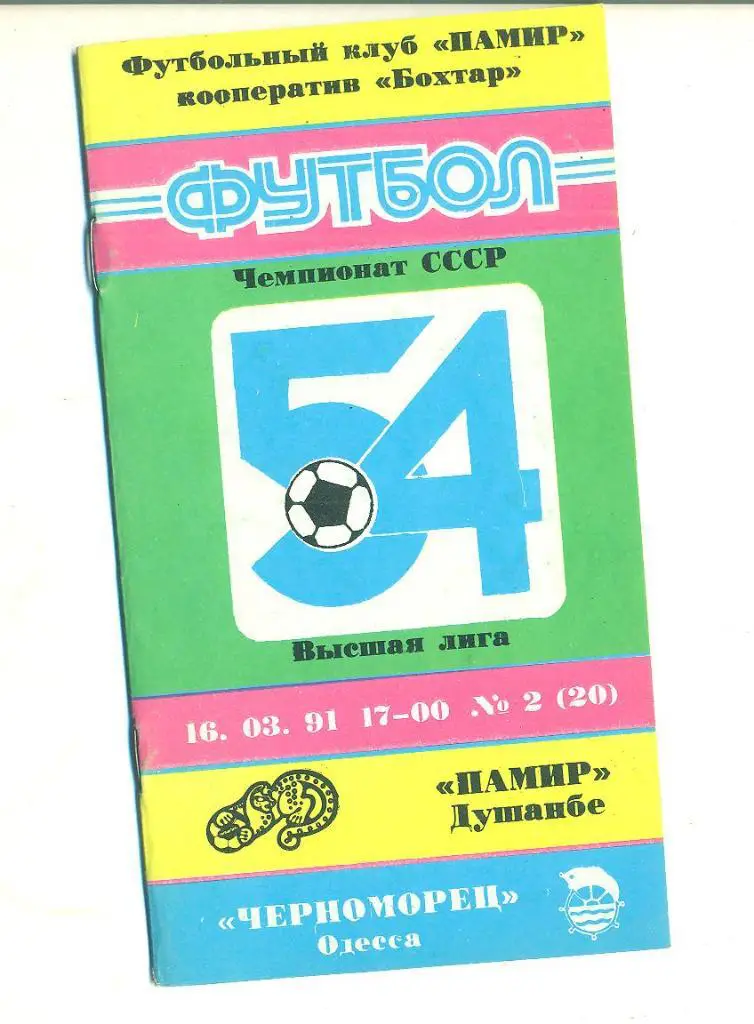 Футбольный клуб «ПАМИР»
кооператив «Бохтар»
ФУТБОЛ
Чемпионат СССР
54
Высшая лига
16. 03. 91 17-00 № 2 (20)
«ПАМИР»
Душанбе
«ЧЕРНОМОРЕЦ»
Одесса